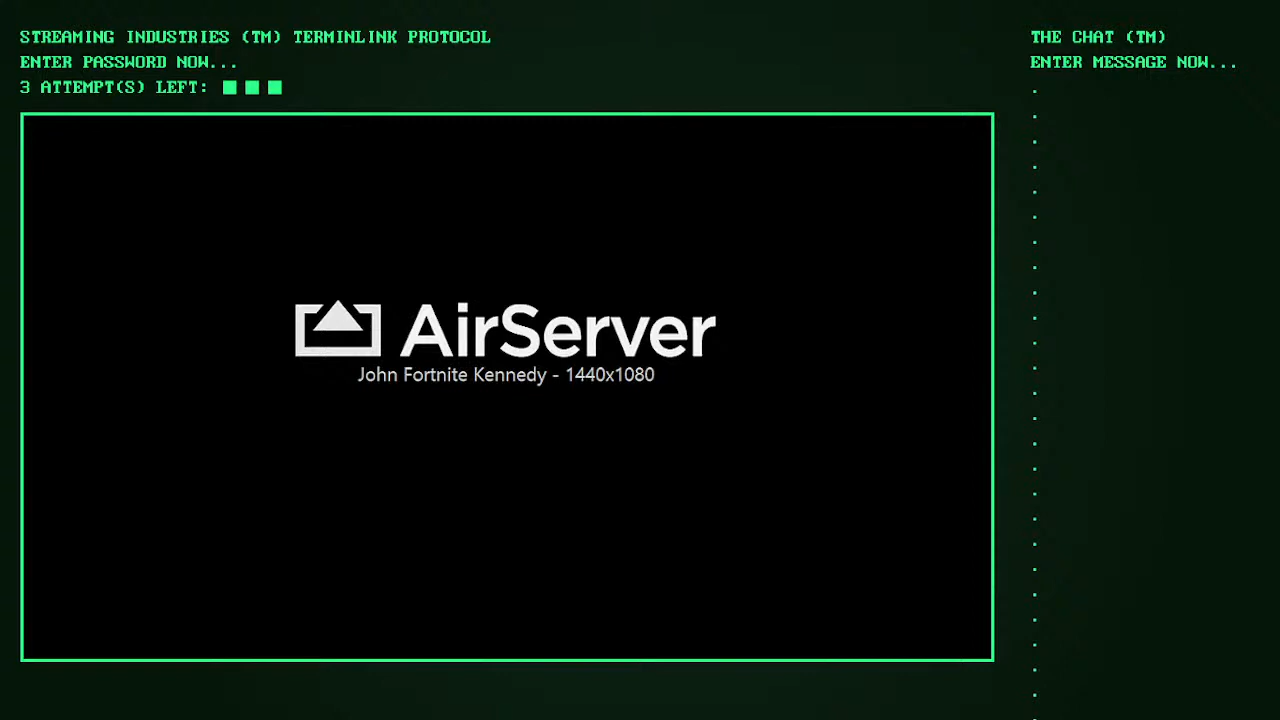 STREAMING INDUSTRIES (TM) TERMINLINK PROTOCOL
ENTER PASSWORD NOW...
3 ATTEMPT(S) LEFT: ■ ■ ■
AirServer
John Fortnite Kennedy - 1440x1080
THE CHAT (TM)
ENTER MESSAGE NOW...